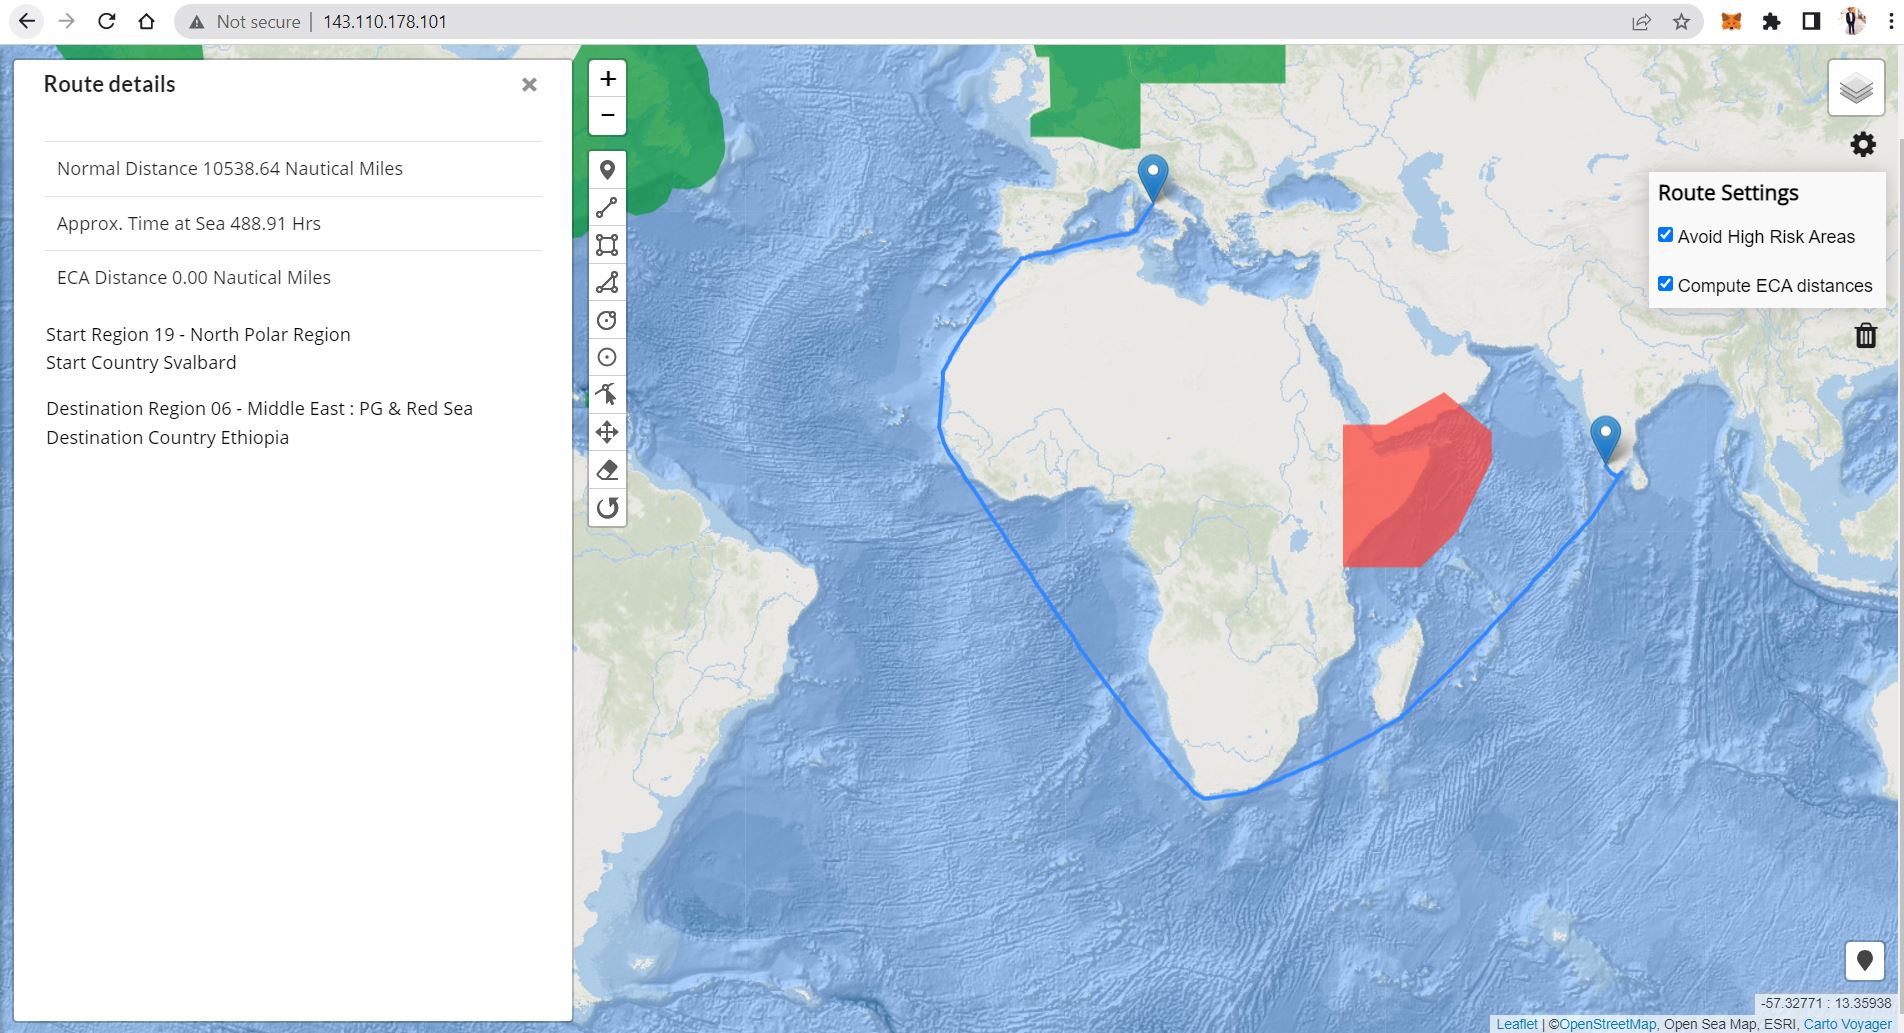 Not secure | 143.110.178.101
Route details
×
Normal Distance 10538.64 Nautical Miles
Approx. Time at Sea 488.91 Hrs
ECA Distance 0.00 Nautical Miles
Start Region 19 - North Polar Region
Start Country Svalbard
Destination Region 06 - Middle East : PG & Red Sea
Destination Country Ethiopia
+
−
Route Settings
Avoid High Risk Areas
Compute ECA distances
-57.32771 : 13.35938
Leaflet | ©OpenStreetMap, Open Sea Map, ESRI, Carto Voyager